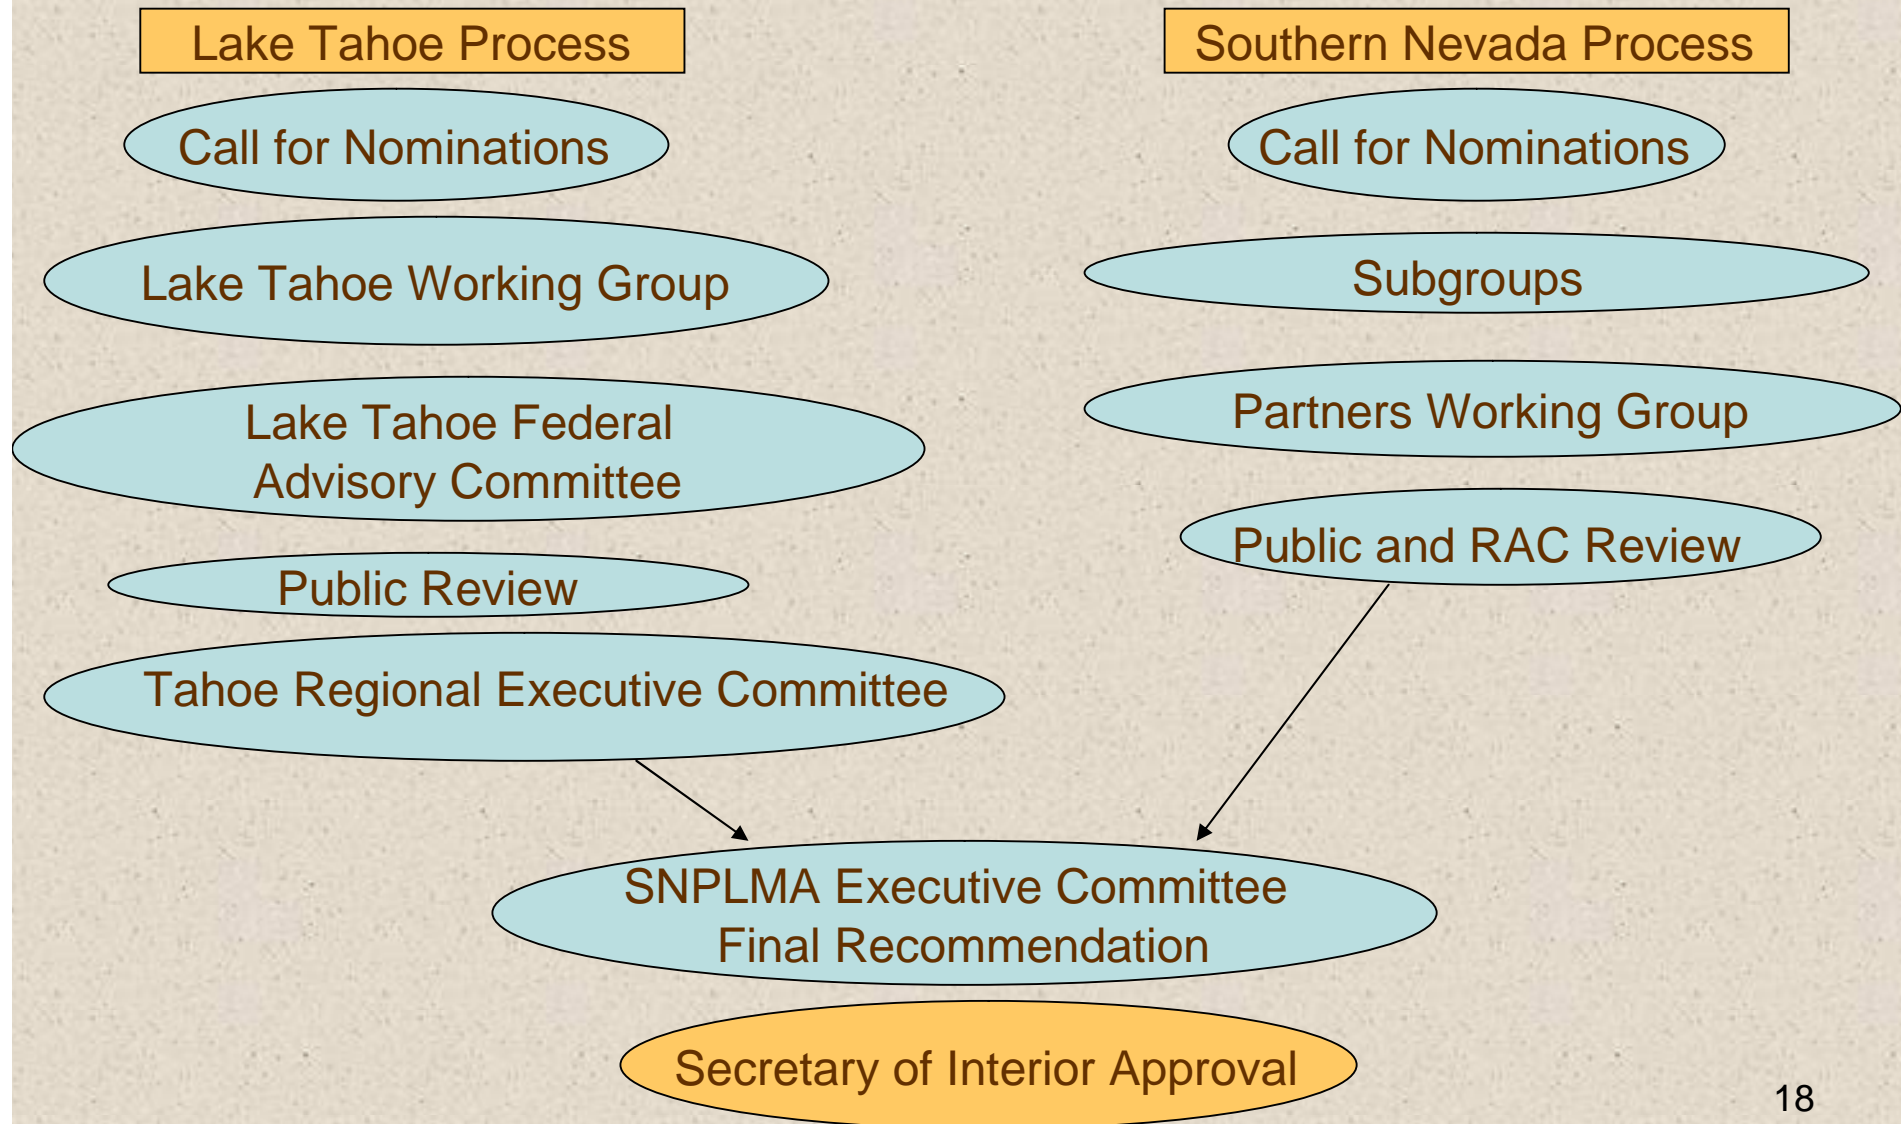 Lake Tahoe Process
Call for Nominations
Lake Tahoe Working Group
Lake Tahoe Federal
Advisory Committee
Public Review
Tahoe Regional Executive Committee
Southern Nevada Process
Call for Nominations
Subgroups
Partners Working Group
Public and RAC Review
SNPLMA Executive Committee
Final Recommendation
Secretary of Interior Approval
18